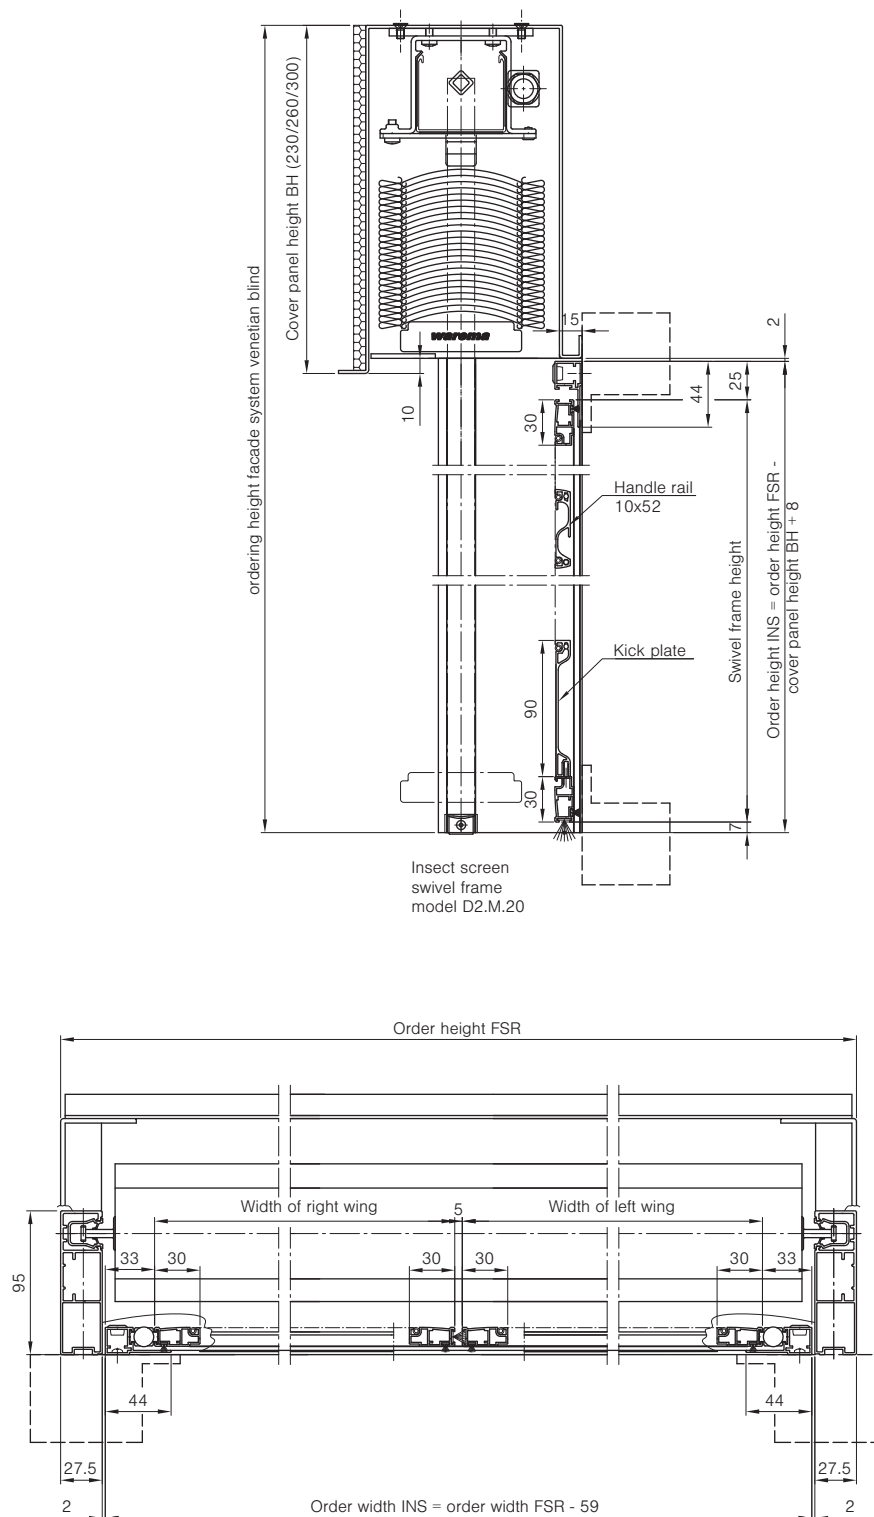 ordering height facade system venetian blind
Cover panel height BH (230/260/300)
warema
15
2
10
30
44
25
Handle rail
10x52
Swivel frame height
Order height INS = order height FSR -
cover panel height BH + 8
Kick plate
90
30
7
Insect screen
swivel frame
model D2.M.20
Order height FSR
Width of right wing
5
Width of left wing
95
33
30
30
30
30
33
44
44
27.5
27.5
2
Order width INS = order width FSR - 59
2